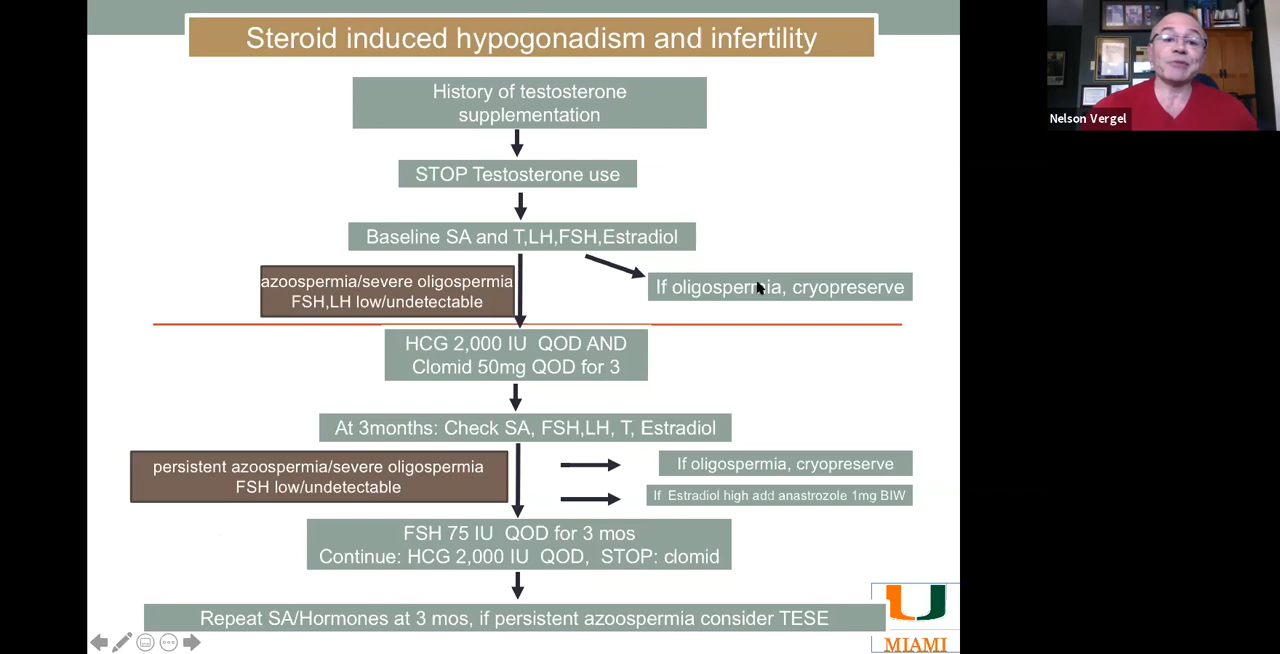 Steroid induced hypogonadism and infertility
Nelson Vergel
History of testosterone
supplementation
STOP Testosterone use
Baseline SA and T,LH,FSH,Estradiol
azoospermia/severe oligospermia
FSH,LH low/undetectable
If oligospermia, cryopreserve
HCG 2,000 IU QOD AND
Clomid 50mg QOD for 3
At 3months: Check SA, FSH,LH, T, Estradiol
persistent azoospermia/severe oligospermia
FSH low/undetectable
If oligospermia, cryopreserve
If Estradiol high add anastrozole 1mg BIW
FSH 75 IU QOD for 3 mos
Continue: HCG 2,000 IU QOD, STOP: clomid
Repeat SA/Hormones at 3 mos, if persistent azoospermia consider TESE
U
MIAMI